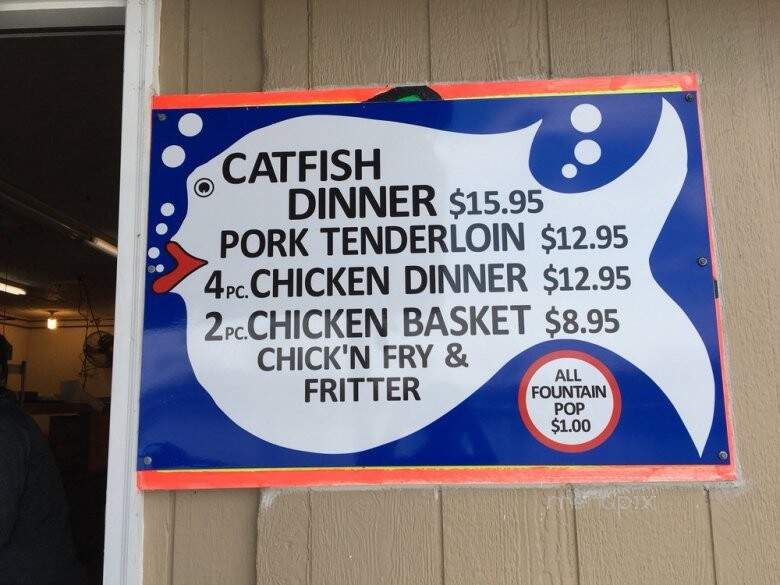 CATFISH
DINNER $15.95
PORK TENDERLOIN $12.95
4PC. CHICKEN DINNER $12.95
2PC. CHICKEN BASKET $8.95
CHICK'N FRY &
FRITTER
ALL
FOUNTAIN
POP
$1.00